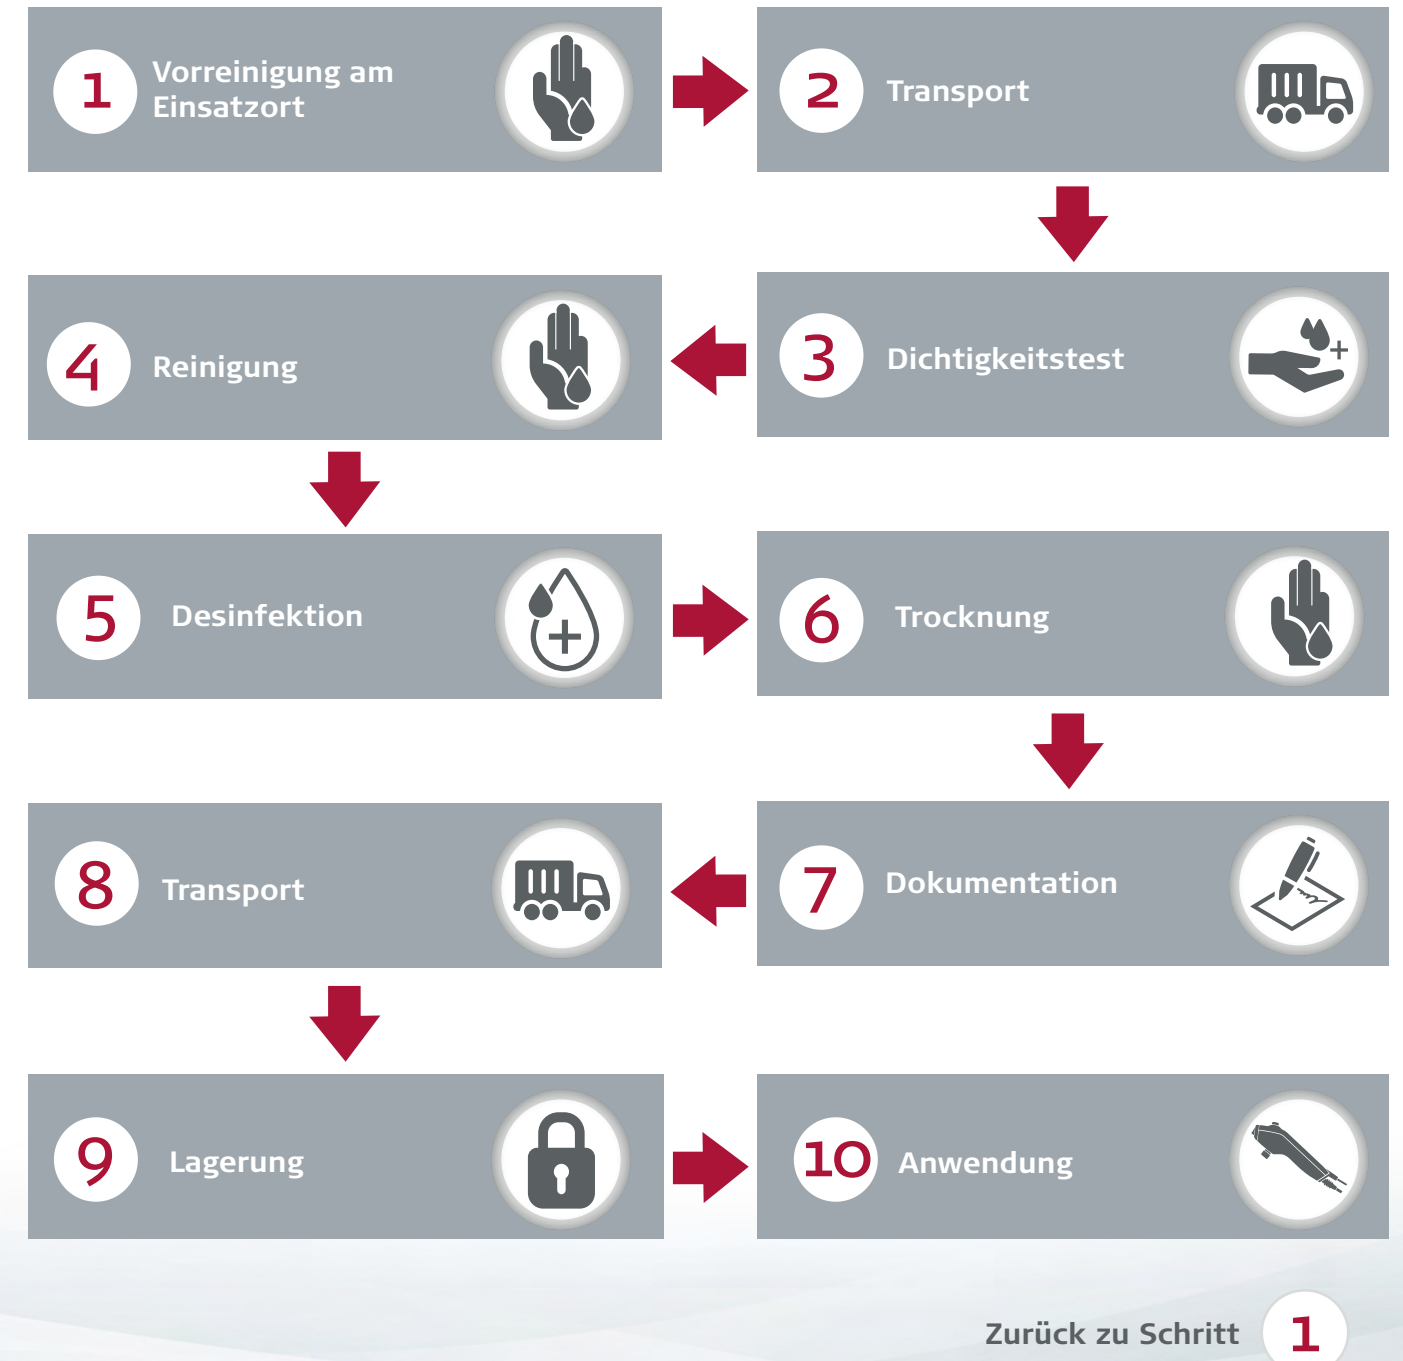 1
Vorreinigung am
Einsatzort
2
Transport
3
Dichtigkeitstest
4
Reinigung
5
Desinfektion
6
Trocknung
7
Dokumentation
8
Transport
9
Lagerung
10
Anwendung
Zurück zu Schritt 1